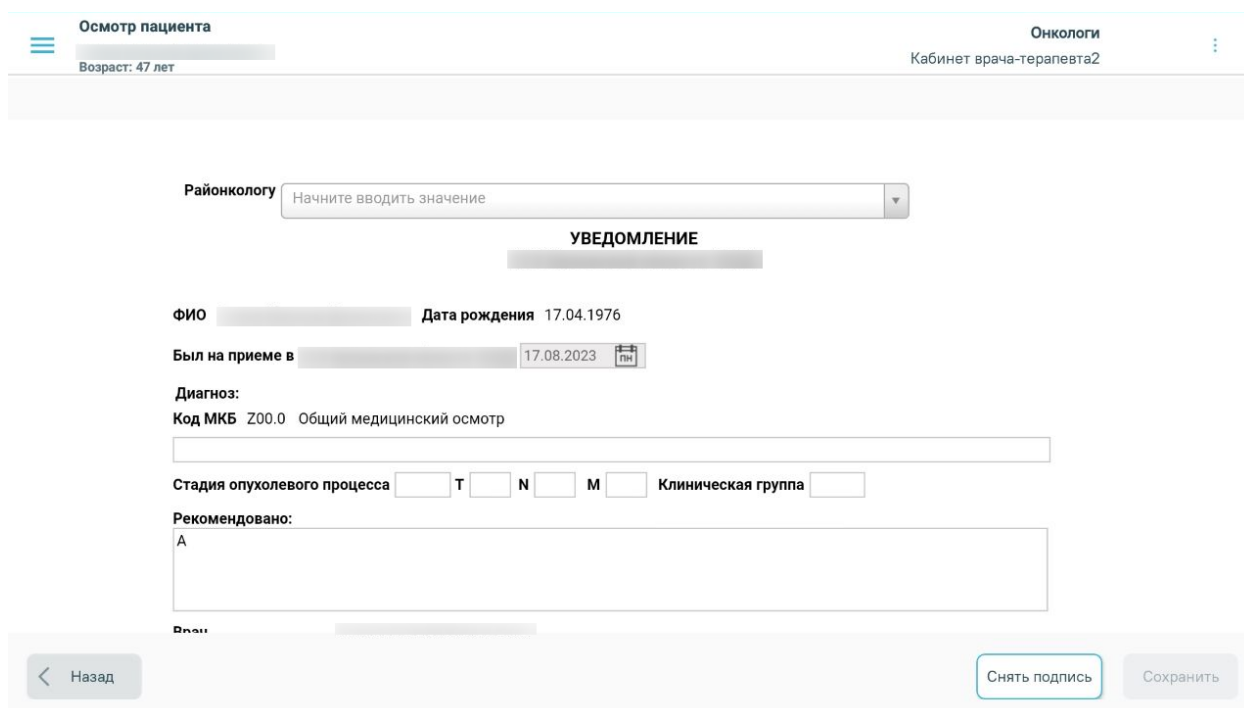 Осмотр пациента
Возраст: 47 лет
Онкологи
Кабинет врача-терапевта2
Районкологу Начните вводить значение
УВЕДОМЛЕНИЕ
ФИО Дата рождения 17.04.1976
Был на приеме в 17.08.2023 ПН
Диагноз:
Код МКБ Z00.0 Общий медицинский осмотр
Стадия опухолевого процесса T N M Клиническая группа
Рекомендовано:
А
Врач
Назад Снять подпись Сохранить